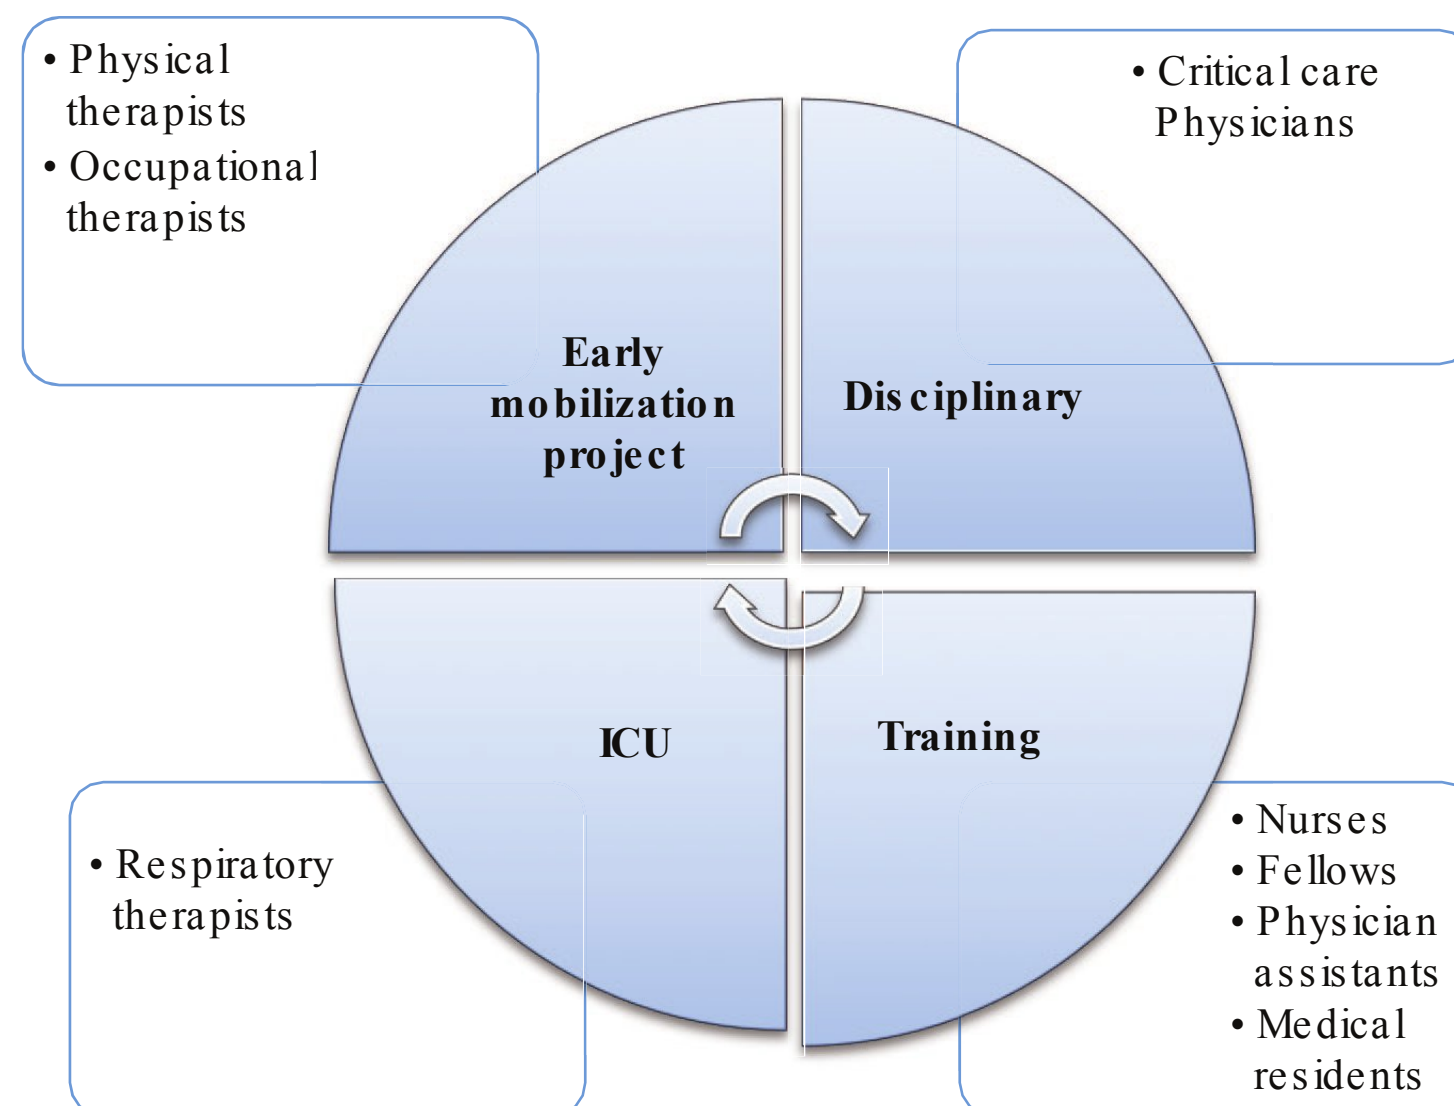 • Physical
therapists
• Occupational
therapists
• Critical care
Physicians
Early
mobilization
project
Disciplinary
ICU
Training
• Respiratory
therapists
• Nurses
• Fellows
• Physician
assistants
• Medical
residents